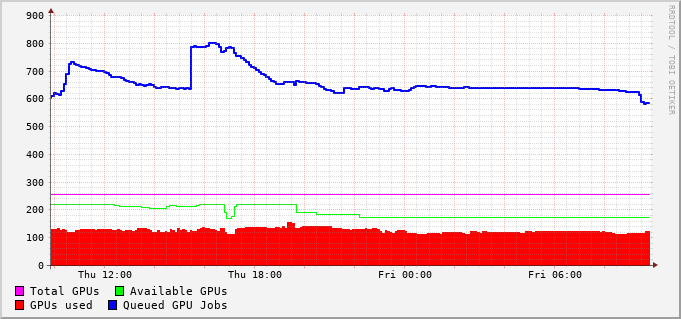 900
800
700
600
500
400
300
200
100
0
Thu 12:00 Thu 18:00 Fri 00:00 Fri 06:00
Total GPUs Available GPUs
GPUs used Queued GPU Jobs
RRDTOOL / TOBI OETIKER